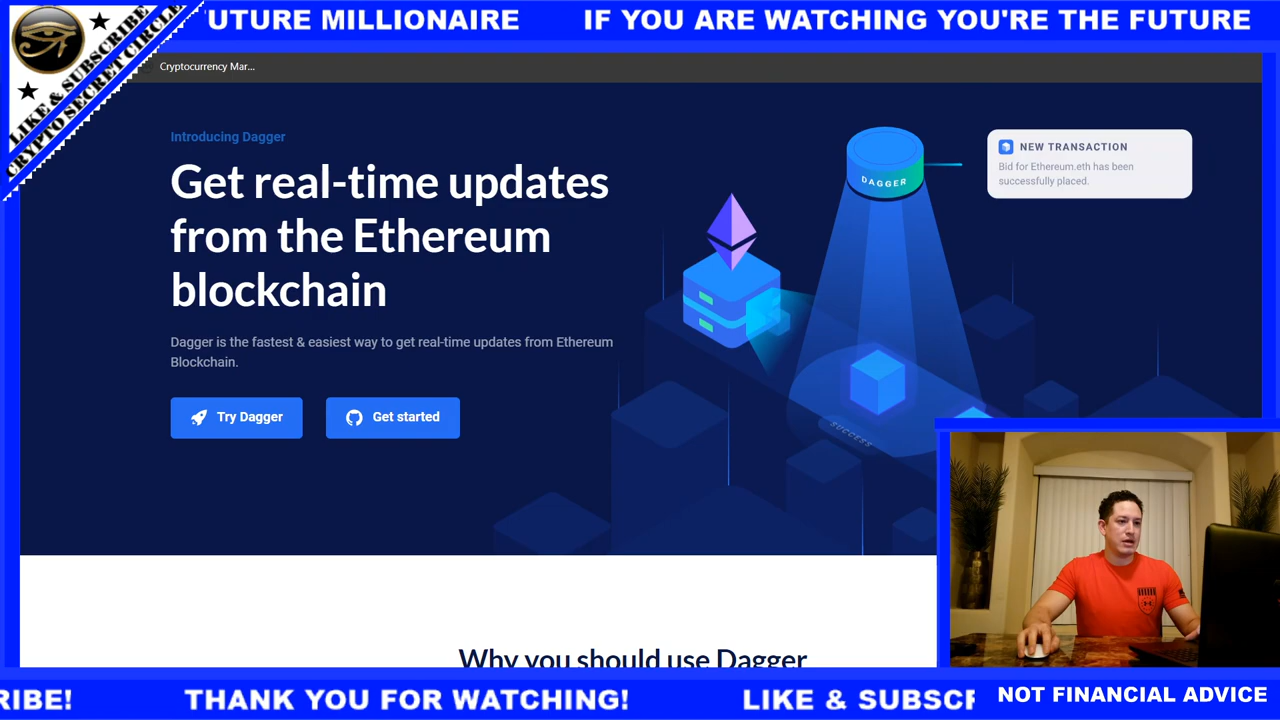 UTURE MILLIONAIRE IF YOU ARE WATCHING YOU'RE THE FUTURE
LIKE & SUBSCRIBE
CRYPTO SECRET CIRCLE
Cryptocurrency Mar...
Introducing Dagger
Get real-time updates
from the Ethereum
blockchain
Dagger is the fastest & easiest way to get real-time updates from Ethereum
Blockchain.
Try Dagger
Get started
DAGGER
NEW TRANSACTION
Bid for Ethereum.eth has been
successfully placed.
SUCCESS
Why you should use Dagger
RIBE! THANK YOU FOR WATCHING! LIKE & SUBSCR
NOT FINANCIAL ADVICE